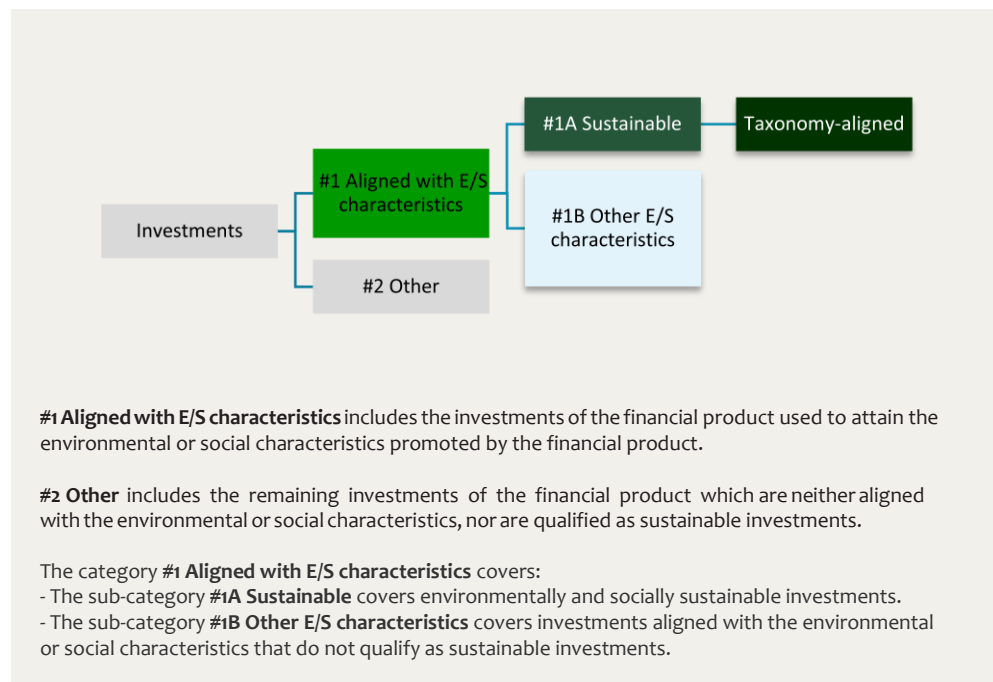 #1A Sustainable
Taxonomy-aligned
#1 Aligned with E/S
characteristics
#1B Other E/S
characteristics
Investments
#2 Other
#1 Aligned with E/S characteristics includes the investments of the financial product used to attain the
environmental or social characteristics promoted by the financial product.
#2 Other includes the remaining investments of the financial product which are neither aligned
with the environmental or social characteristics, nor are qualified as sustainable investments.
The category #1 Aligned with E/S characteristics covers:
- The sub-category #1A Sustainable covers environmentally and socially sustainable investments.
- The sub-category #1B Other E/S characteristics covers investments aligned with the environmental
or social characteristics that do not qualify as sustainable investments.